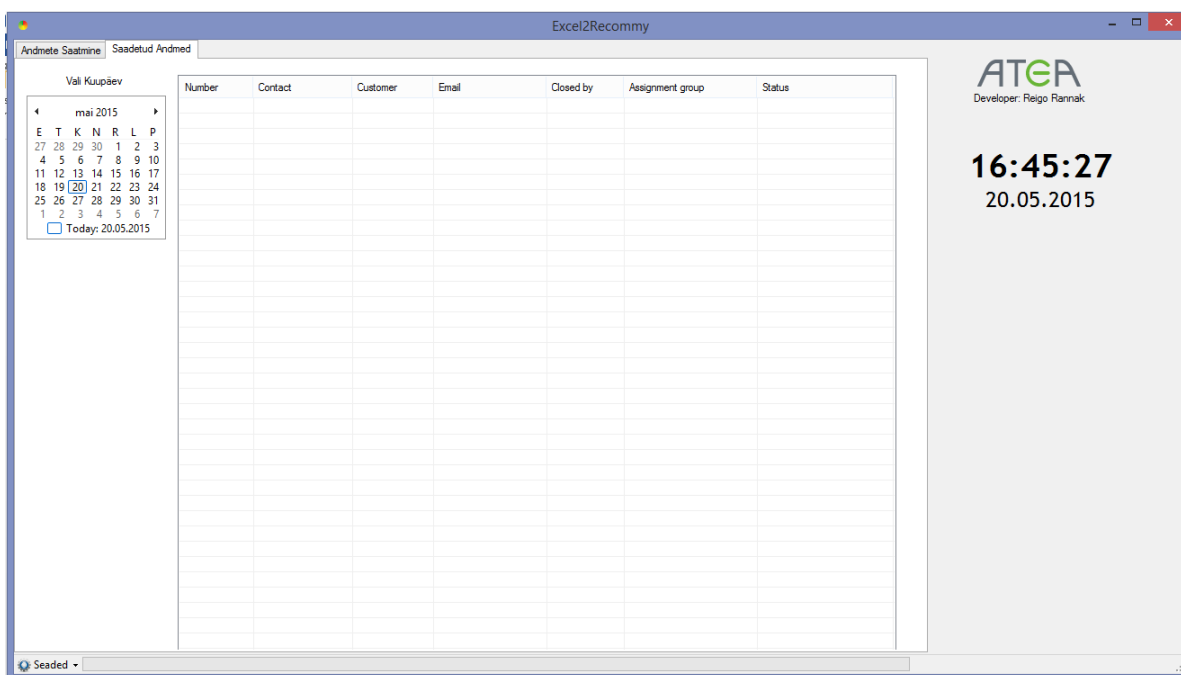 Excel2Recommy
Andmete Saatmine Saadetud Andmed
Vali Kuupäev
mai 2015
E T K N R L P
27 28 29 30 1 2 3
4 5 6 7 8 9 10
11 12 13 14 15 16 17
18 19 20 21 22 23 24
25 26 27 28 29 30 31
1 2 3 4 5 6 7
Today: 20.05.2015
Number Contact Customer Email Closed by Assignment group Status
ATEA
Developer: Reigo Rannak
16:45:27
20.05.2015
Seaded